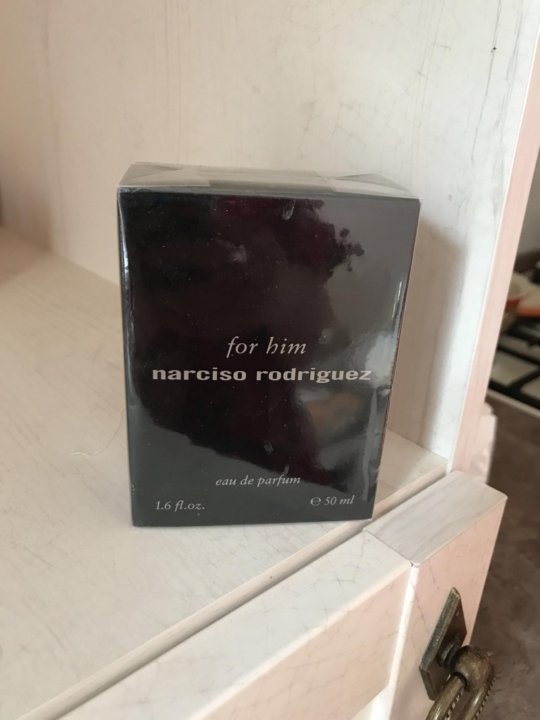 for him
narciso rodriguez
eau de parfum
1.6 fl.oz. ℮ 50 ml